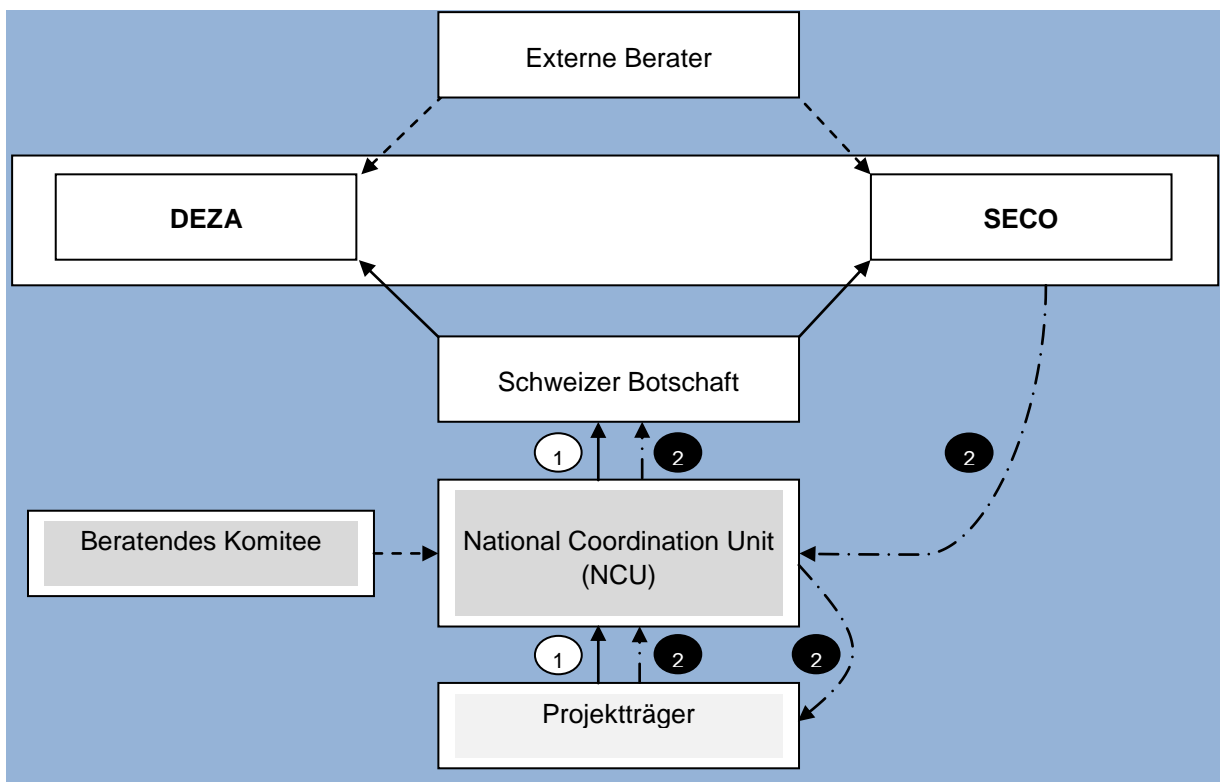 Externe Berater
DEZA
SECO
Schweizer Botschaft
1
2
2
Beratendes Komitee
National Coordination Unit
(NCU)
1
2
2
Projektträger